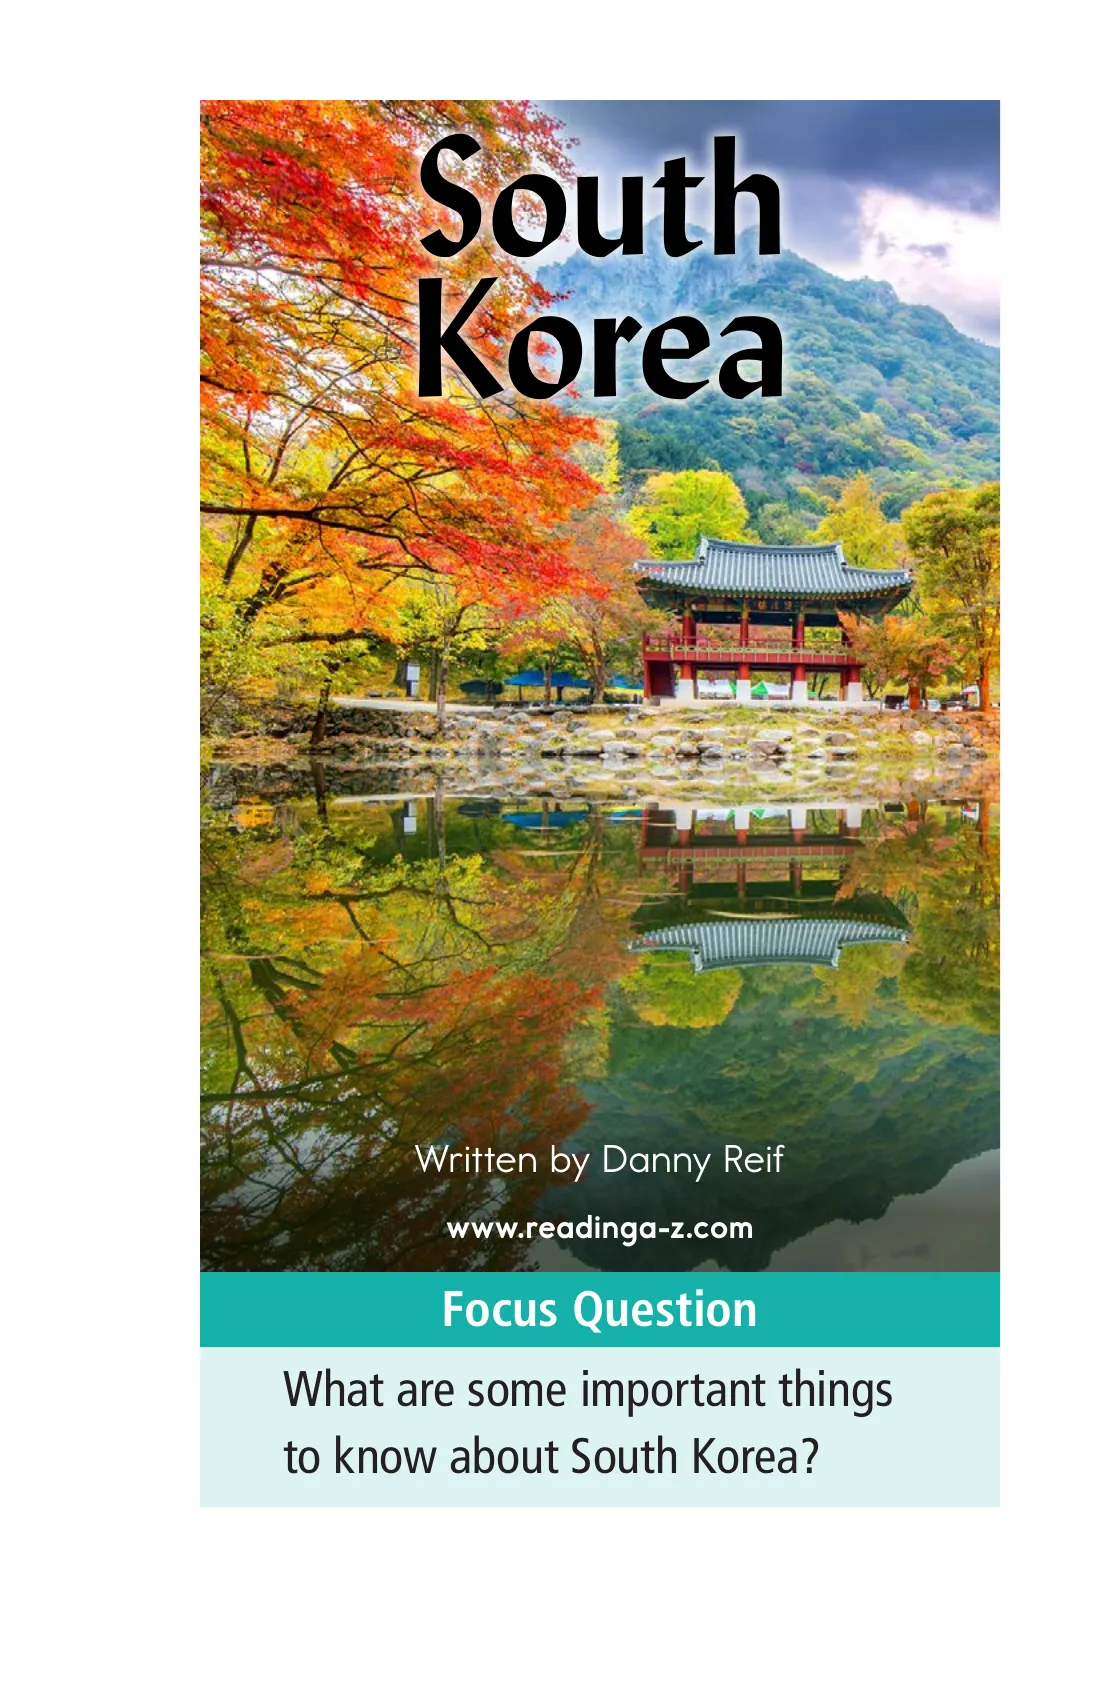 South
Korea
Written by Danny Reif
www.readinga-z.com
Focus Question
What are some important things
to know about South Korea?